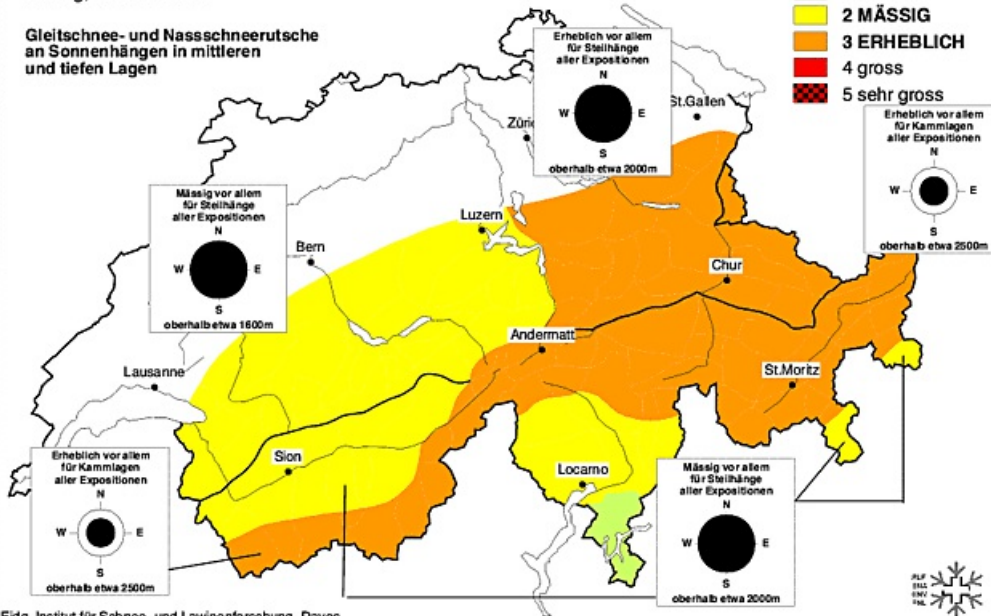 Gleitschnee- und Nassschneerutsche
an Sonnenhängen in mittleren
und tiefen Lagen
2 MÄSSIG
3 ERHEBLICH
4 gross
5 sehr gross
Erheblich vor allem
für Steilhänge
aller Expositionen
N
W E
S
oberhalb etwa 2000m
St.Gallen
Erheblich vor allem
für Kammlagen
aller Expositionen
N
W E
S
oberhalb etwa 2500m
Mässig vor allem
für Steilhänge
aller Expositionen
N
W E
S
oberhalb etwa 1600m
Luzern
Bern
Chur
Andermatt
Lausanne
St.Moritz
Sion
Locarno
Erheblich vor allem
für Kammlagen
aller Expositionen
N
W E
S
oberhalb etwa 2500m
Mässig vor allem
für Steilhänge
aller Expositionen
N
W E
S
oberhalb etwa 2000m
Eidg. Institut für Schnee- und Lawinenforschung, Davos